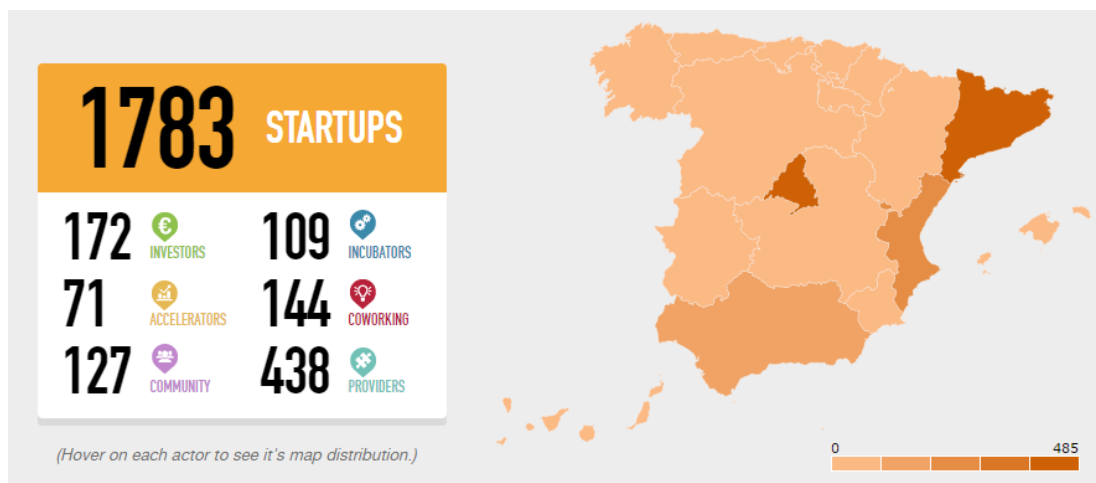 1783 STARTUPS
172 INVESTORS
109 INCUBATORS
71 ACCELERATORS
144 COWORKING
127 COMMUNITY
438 PROVIDERS
(Hover on each actor to see it's map distribution.)
0 485